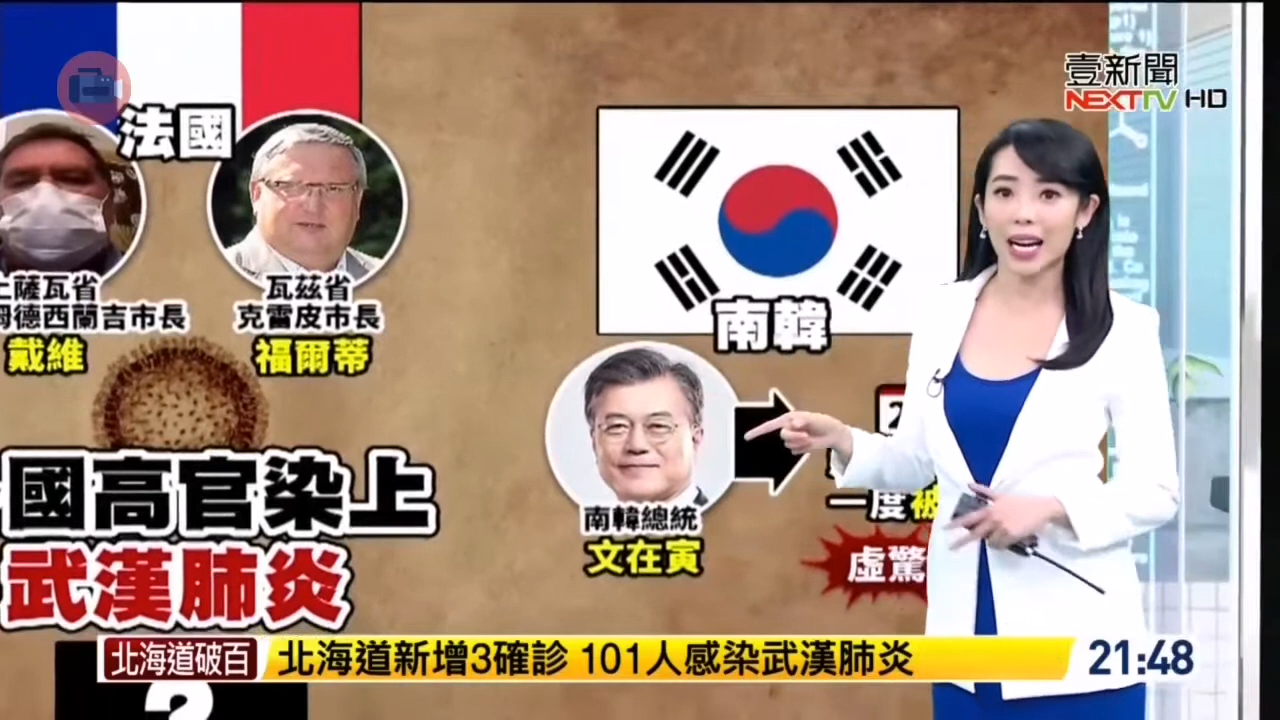 壹新聞
NEXTTV HD
法國
上薩瓦省
姆德西蘭吉市長
戴維
瓦茲省
克雷皮市長
福爾蒂
南韓
南韓總統
文在寅
2
一度被
虛驚
國高官染上
武漢肺炎
?
北海道破百
北海道新增3確診 101人感染武漢肺炎
21:48